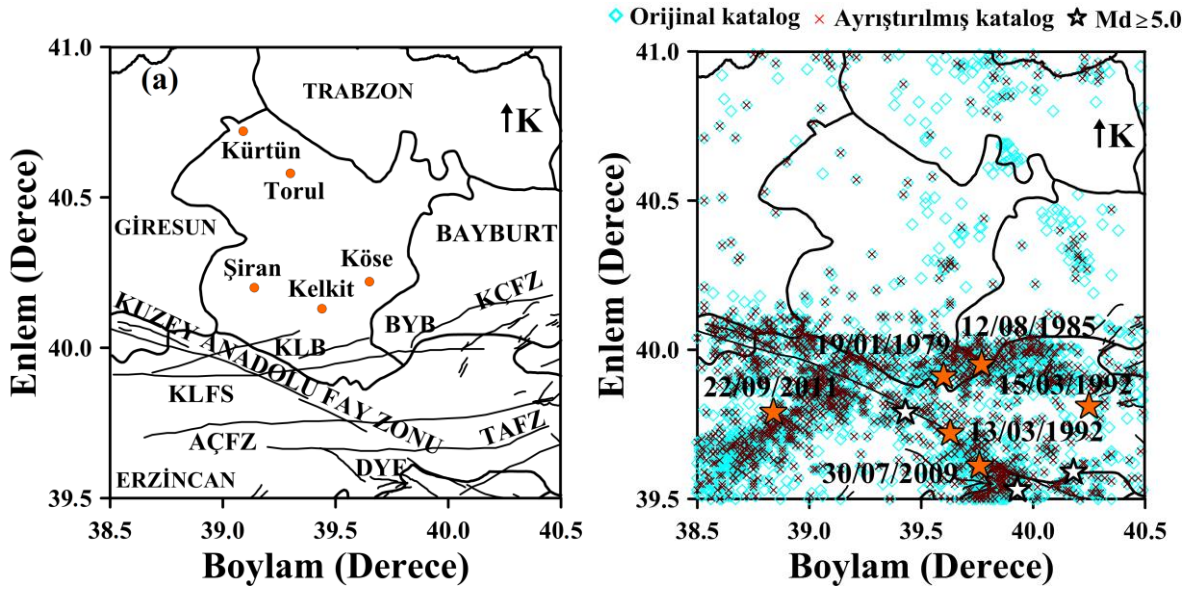 ◇ Orijinal katalog × Ayrıştırılmış katalog ☆ Md ≥ 5.0
(a)
TRABZON
↑K
Kürtün
Torul
GİRESUN
BAYBURT
Şiran
Köse
Kelkit
KÇFZ
BYB
KUZEY ANADOLU FAY ZONU
KLB
KLFS
TAFZ
AÇFZ
DYF
ERZİNCAN
41.0
40.5
40.0
39.5
38.5 39.0 39.5 40.0 40.5
Enlem (Derece)
Boylam (Derece)
↑K
12/08/1985
19/01/1979
15/03/1992
22/09/2011
13/03/1992
30/07/2009
41.0
40.5
40.0
39.5
38.5 39.0 39.5 40.0 40.5
Enlem (Derece)
Boylam (Derece)